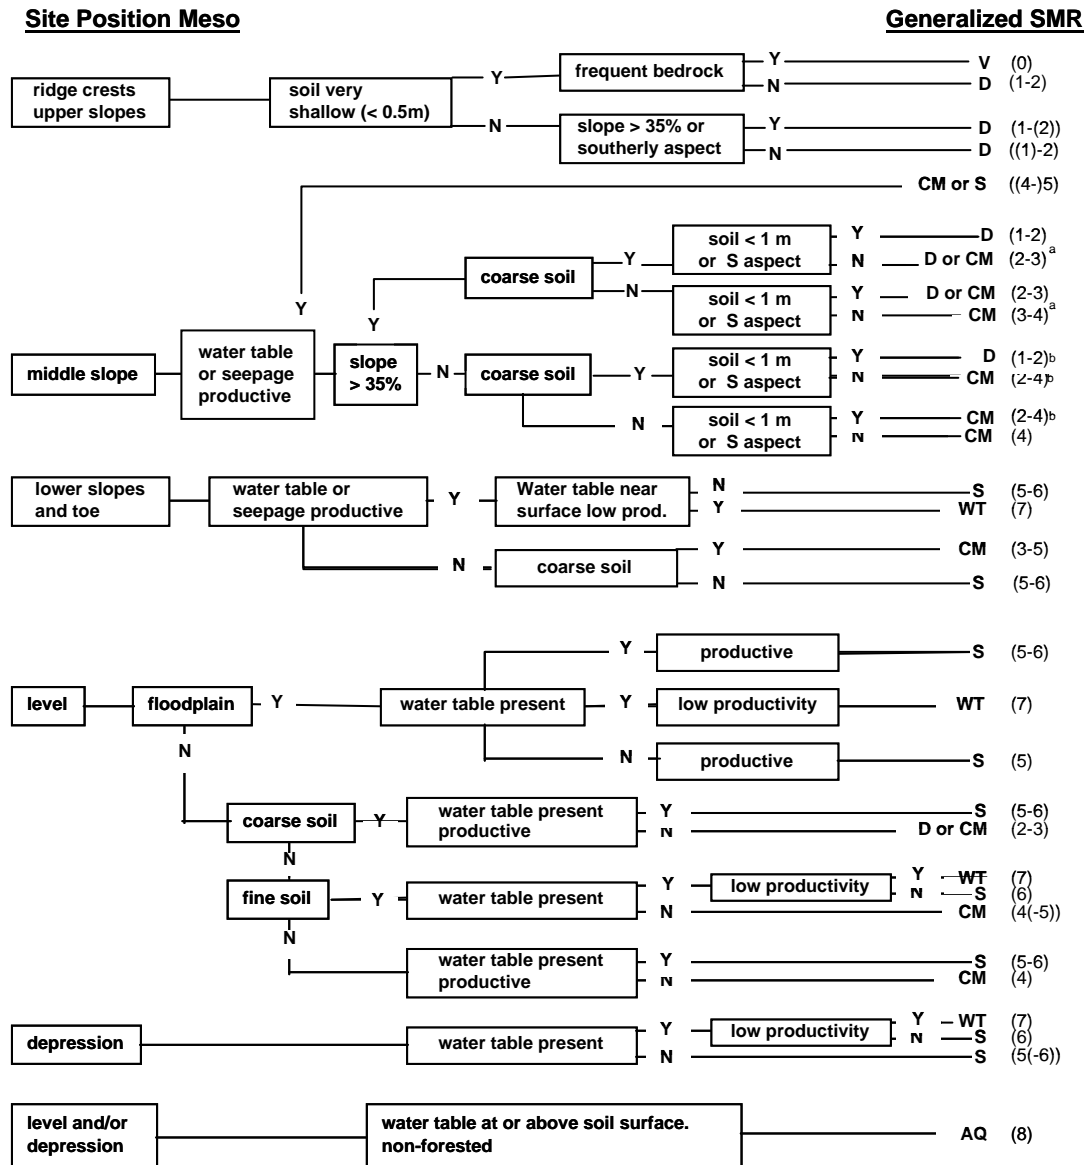 Site Position Meso Generalized SMR
ridge crests
upper slopes
soil very
shallow (< 0.5m)
Y
frequent bedrock
Y
V (0)
N
D (1-2)
N
slope > 35% or
southerly aspect
Y
D (1-(2))
N
D ((1)-2)
CM or S ((4-)5)
Y
middle slope
water table
or seepage
productive
slope
> 35%
Y
coarse soil
Y
soil < 1 m
or S aspect
Y
D (1-2)
N
D or CM (2-3)a
N
soil < 1 m
or S aspect
Y
D or CM (2-3)
N
CM (3-4)a
N
coarse soil
Y
soil < 1 m
or S aspect
Y
D (1-2)b
N
CM (2-4)b
N
soil < 1 m
or S aspect
Y
CM (2-4)b
N
CM (4)
lower slopes
and toe
water table or
seepage productive
Y
Water table near
surface low prod.
N
S (5-6)
Y
WT (7)
N
coarse soil
Y
CM (3-5)
N
S (5-6)
level
floodplain
Y
water table present
Y
productive
S (5-6)
Y
low productivity
WT (7)
N
productive
S (5)
N
coarse soil
Y
water table present
productive
Y
S (5-6)
N
D or CM (2-3)
N
fine soil
Y
water table present
Y
low productivity
Y
WT (7)
N
S (6)
N
CM (4(-5))
N
water table present
productive
Y
S (5-6)
N
CM (4)
depression
water table present
Y
low productivity
Y
WT (7)
N
S (6)
N
S (5(-6))
level and/or
depression
water table at or above soil surface.
non-forested
AQ (8)